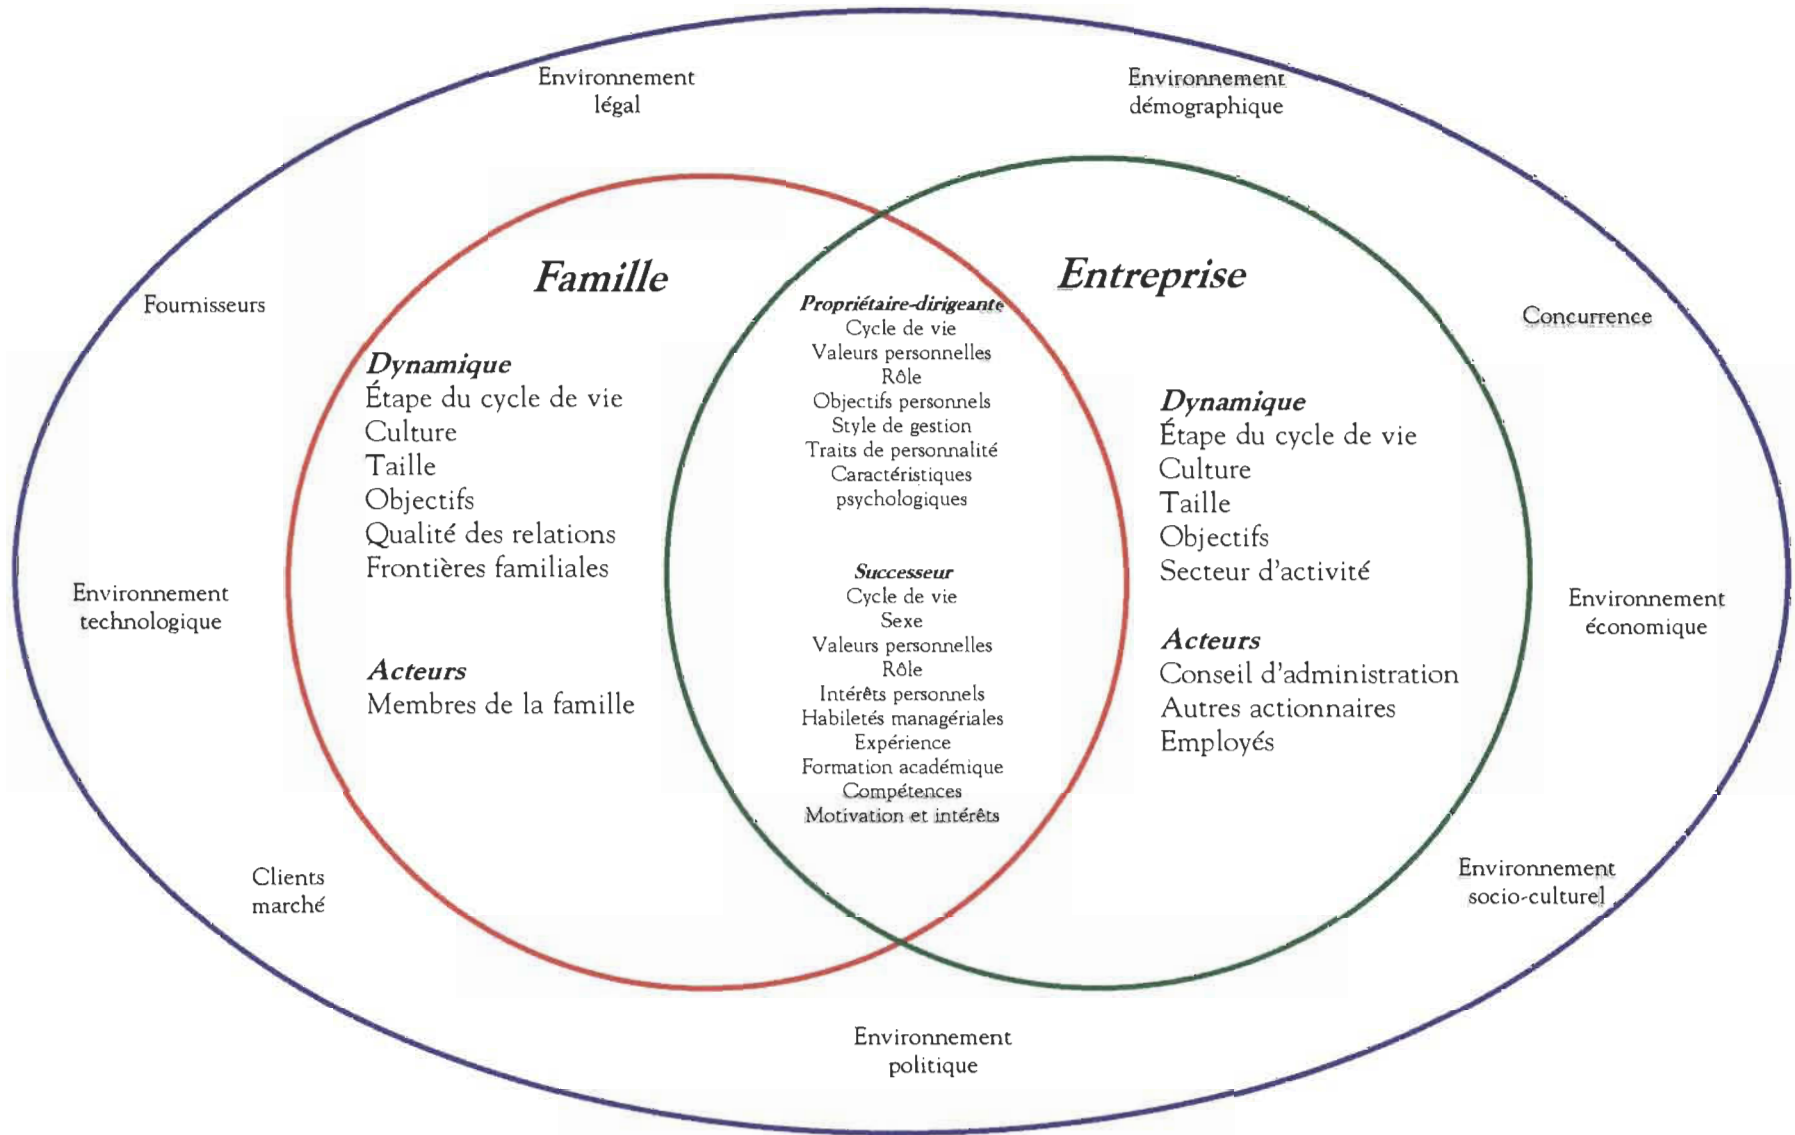 Environnement
légal
Environnement
démographique
Fournisseurs
Concurrence
Environnement
technologique
Environnement
économique
Clients
marché
Environnement
socio-culturel
Environnement
politique
Famille
Dynamique
Étape du cycle de vie
Culture
Taille
Objectifs
Qualité des relations
Frontières familiales
Acteurs
Membres de la famille
Propriétaire-dirigeante
Cycle de vie
Valeurs personnelles
Rôle
Objectifs personnels
Style de gestion
Traits de personnalité
Caractéristiques
psychologiques
Successeur
Cycle de vie
Sexe
Valeurs personnelles
Rôle
Intérêts personnels
Habiletés managériales
Expérience
Formation académique
Compétences
Motivation et intérêts
Entreprise
Dynamique
Étape du cycle de vie
Culture
Taille
Objectifs
Secteur d'activité
Acteurs
Conseil d'administration
Autres actionnaires
Employés